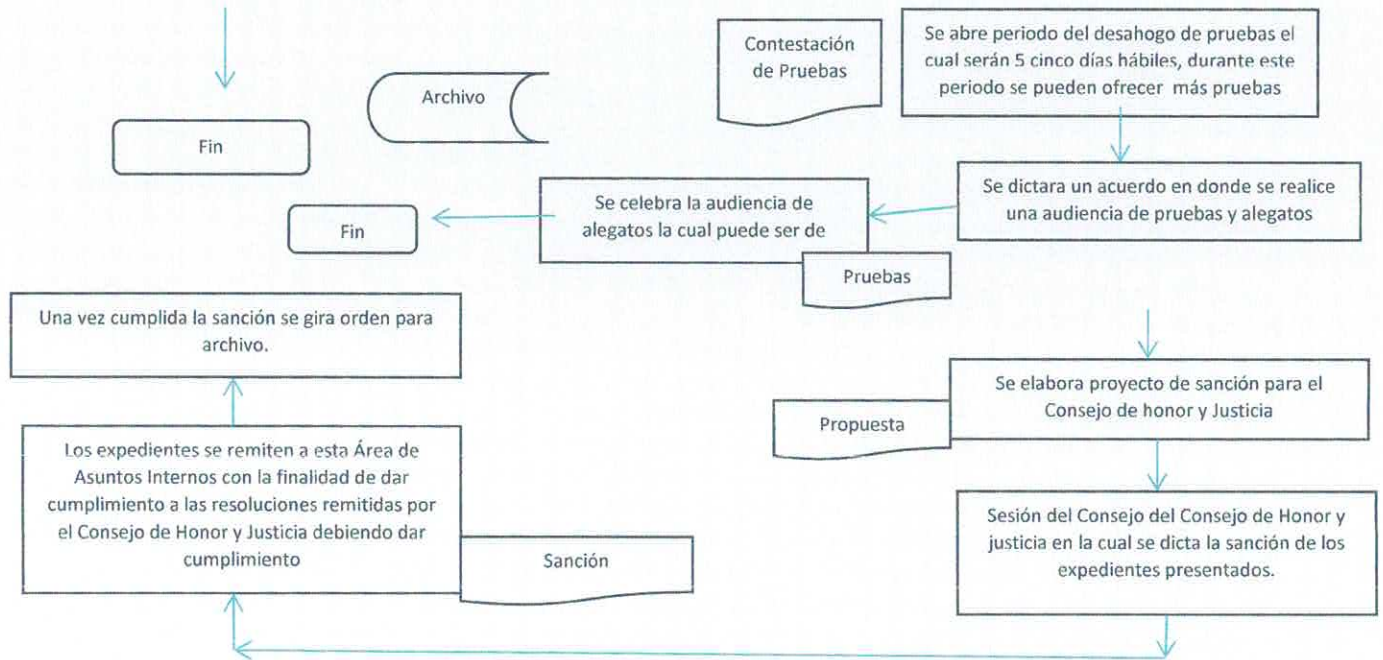 Contestación
de Pruebas
Se abre periodo del desahogo de pruebas el
cual serán 5 cinco días hábiles, durante este
periodo se pueden ofrecer más pruebas
Archivo
Fin
Se dictara un acuerdo en donde se realice
una audiencia de pruebas y alegatos
Se celebra la audiencia de
alegatos la cual puede ser de
Fin
Pruebas
Una vez cumplida la sanción se gira orden para
archivo.
Se elabora proyecto de sanción para el
Consejo de honor y Justicia
Propuesta
Los expedientes se remiten a esta Área de
Asuntos Internos con la finalidad de dar
cumplimiento a las resoluciones remitidas por
el Consejo de Honor y Justicia debiendo dar
cumplimiento
Sanción
Sesión del Consejo del Consejo de Honor y
justicia en la cual se dicta la sanción de los
expedientes presentados.